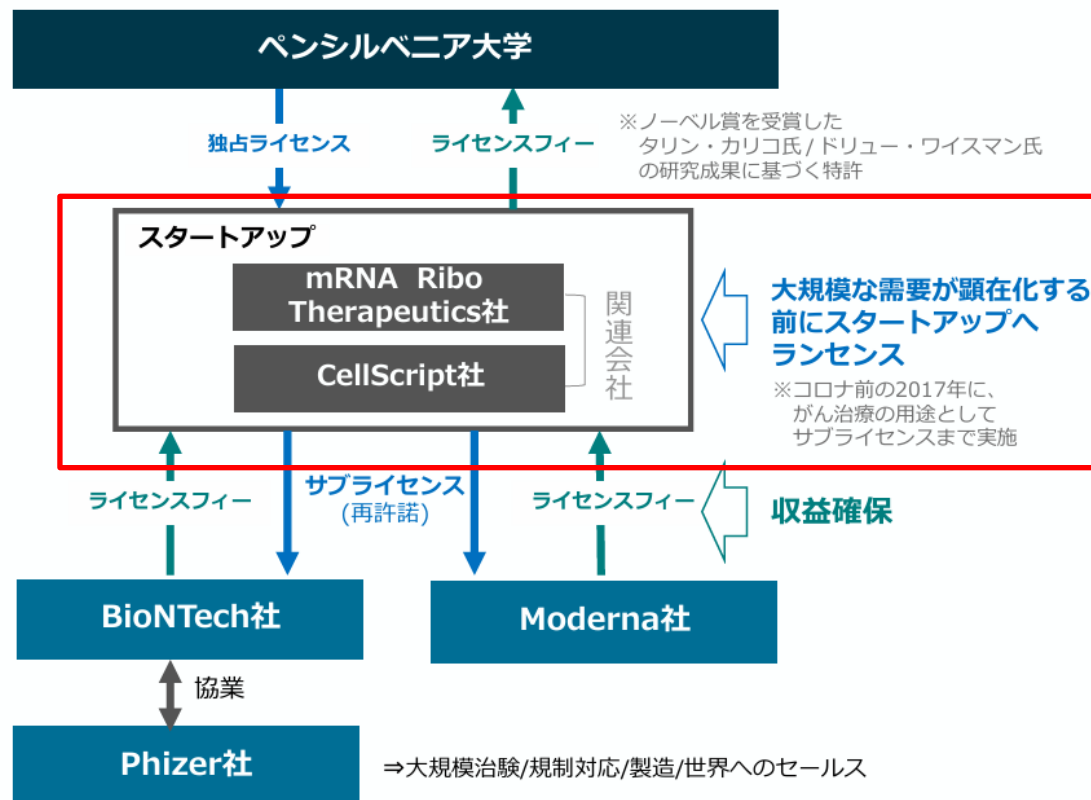 ペンシルベニア大学
独占ライセンス
ライセンスフィー
※ノーベル賞を受賞した
タリン・カリコ氏/ドリュー・ワイスマン氏
の研究成果に基づく特許
スタートアップ
mRNA Ribo
Therapeutics社
CellScript社
関連会社
大規模な需要が顕在化する
前にスタートアップへ
ランセンス
※コロナ前の2017年に、
がん治療の用途として
サブライセンスまで実施
ライセンスフィー
サブライセンス
(再許諾)
ライセンスフィー
収益確保
BioNTech社
Moderna社
協業
Phizer社
⇒大規模治験/規制対応/製造/世界へのセールス